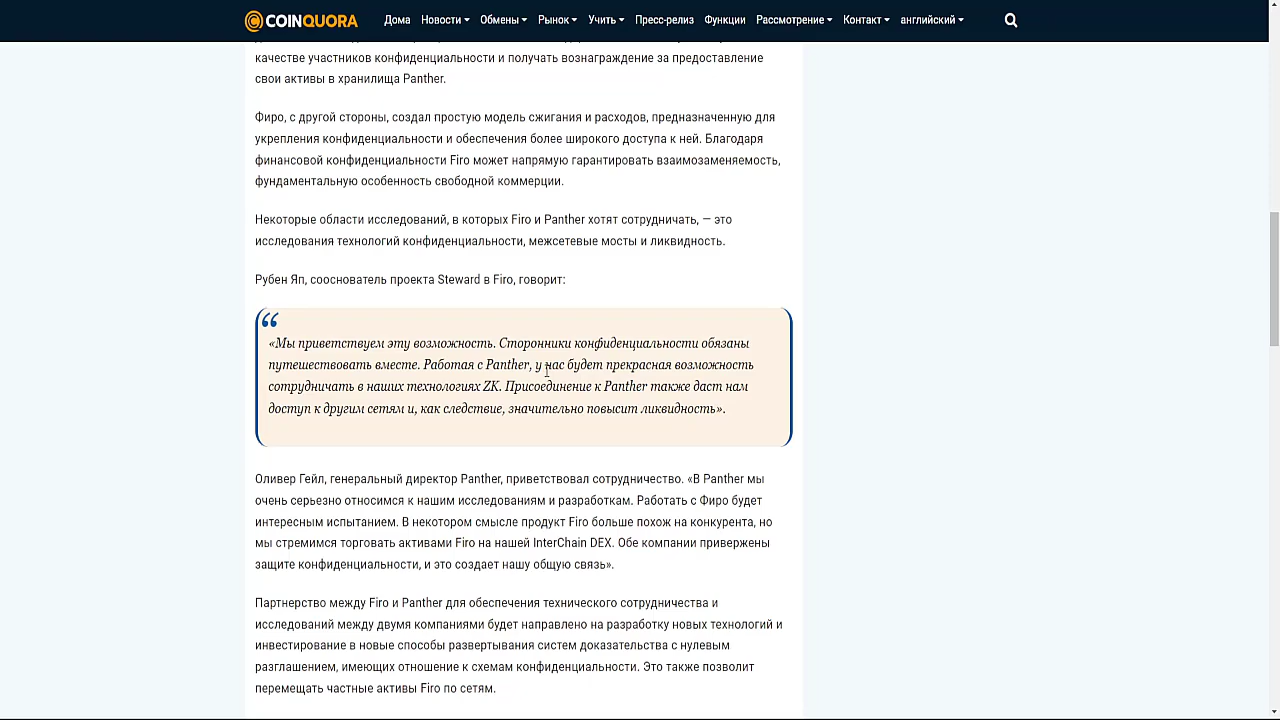 COINQUORA Дома Новости Обмены Рынок Учить Пресс-релиз Функции Рассмотрение Контакт английский
качестве участников конфиденциальности и получать вознаграждение за предоставление
свои активы в хранилища Panther.
Фиро, с другой стороны, создал простую модель сжигания и расходов, предназначенную для
укрепления конфиденциальности и обеспечения более широкого доступа к ней. Благодаря
финансовой конфиденциальности Firo может напрямую гарантировать взаимозаменяемость,
фундаментальную особенность свободной коммерции.
Некоторые области исследований, в которых Firo и Panther хотят сотрудничать, — это
исследования технологий конфиденциальности, межсетевые мосты и ликвидность.
Рубен Яп, сооснователь проекта Steward в Firo, говорит:
“
«Мы приветствуем эту возможность. Сторонники конфиденциальности обязаны
путешествовать вместе. Работая с Panther, у нас будет прекрасная возможность
сотрудничать в наших технологиях ZK. Присоединение к Panther также даст нам
доступ к другим сетям и, как следствие, значительно повысит ликвидность».
Оливер Гейл, генеральный директор Panther, приветствовал сотрудничество. «В Panther мы
очень серьезно относимся к нашим исследованиям и разработкам. Работать с Фиро будет
интересным испытанием. В некотором смысле продукт Firo больше похож на конкурента, но
мы стремимся торговать активами Firo на нашей InterChain DEX. Обе компании привержены
защите конфиденциальности, и это создает нашу общую связь».
Партнерство между Firo и Panther для обеспечения технического сотрудничества и
исследований между двумя компаниями будет направлено на разработку новых технологий и
инвестирование в новые способы развертывания систем доказательства с нулевым
разглашением, имеющих отношение к схемам конфиденциальности. Это также позволит
перемещать частные активы Firo по сетям.